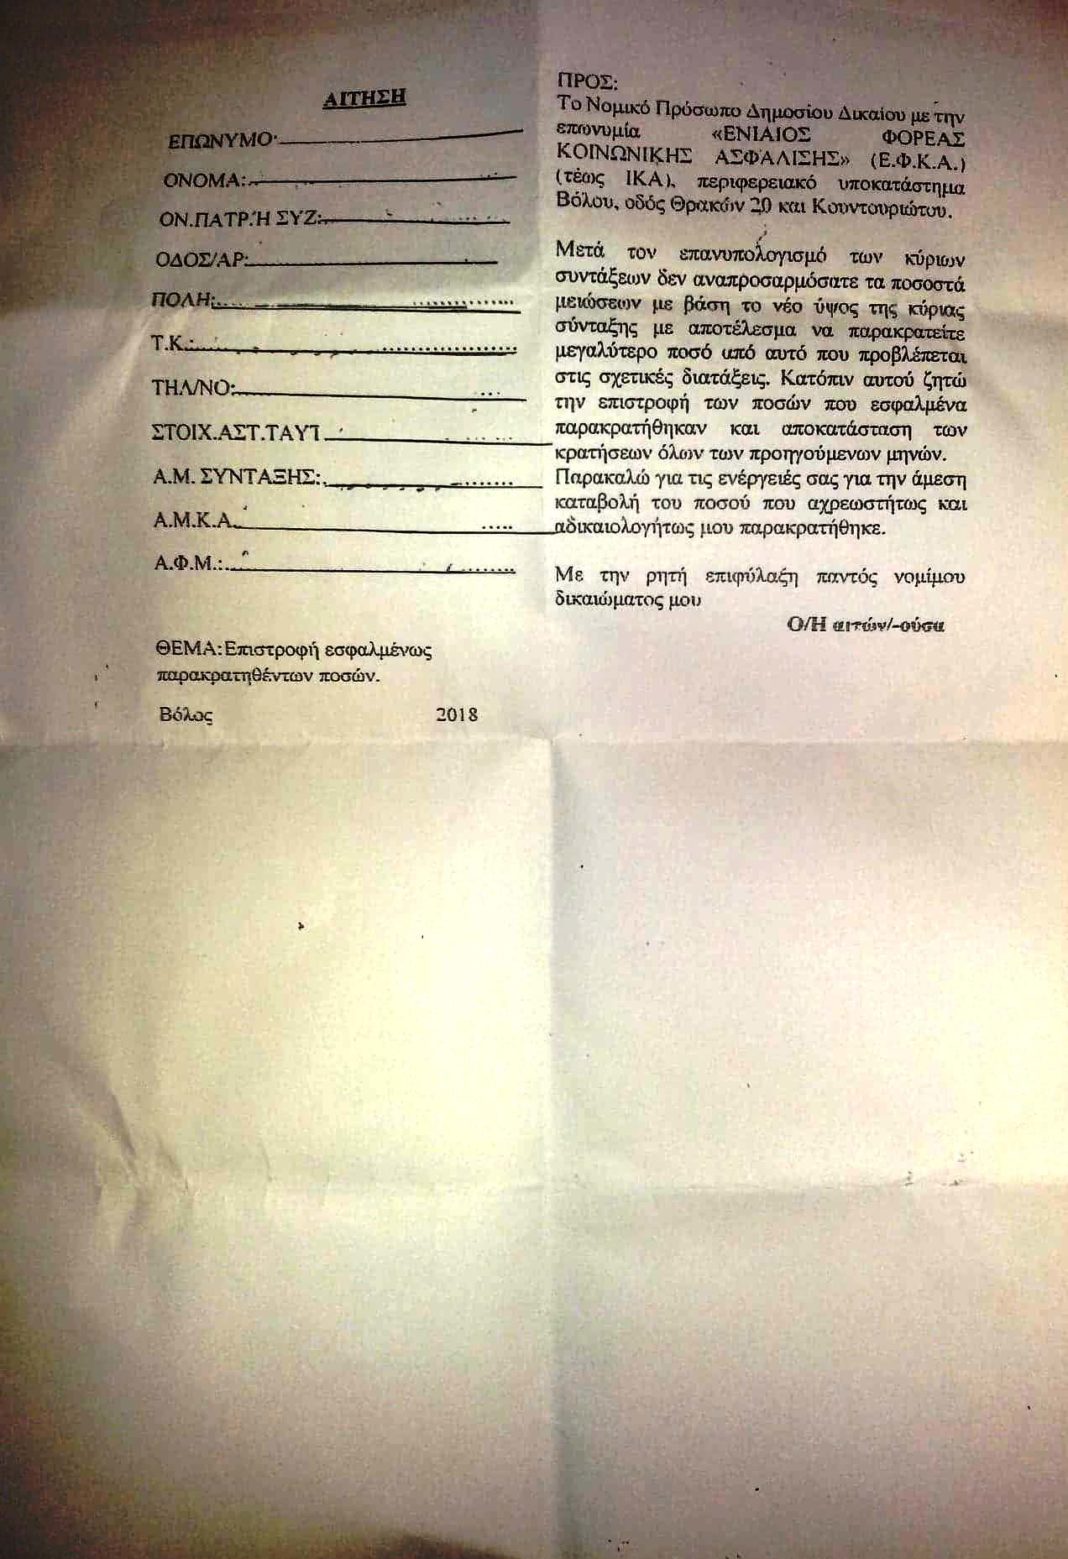 ΑΙΤΗΣΗ
ΕΠΩΝΥΜΟ:
ΟΝΟΜΑ:
ΟΝ.ΠΑΤΡ.Ή ΣΥΖ:
ΟΔΟΣ/ΑΡ:
ΠΟΛΗ:
Τ.Κ.:
ΤΗΛ/ΝΟ:
ΣΤΟΙΧ.ΑΣΤ.ΤΑΥΤ
Α.Μ. ΣΥΝΤΑΞΗΣ:
Α.Μ.Κ.Α.
Α.Φ.Μ.:
ΘΕΜΑ:Επιστροφή εσφαλμένως
παρακρατηθέντων ποσών.
Βόλος 2018
ΠΡΟΣ:
Το Νομικό Πρόσωπο Δημοσίου Δικαίου με την
επωνυμία «ΕΝΙΑΙΟΣ ΦΟΡΕΑΣ
ΚΟΙΝΩΝΙΚΗΣ ΑΣΦΑΛΙΣΗΣ» (Ε.Φ.Κ.Α.)
(τέως ΙΚΑ), περιφερειακό υποκατάστημα
Βόλου, οδός Θρακών 20 και Κουντουριώτου.
Μετά τον επανυπολογισμό των κύριων
συντάξεων δεν αναπροσαρμόσατε τα ποσοστά
μειώσεων με βάση το νέο ύψος της κύριας
σύνταξης με αποτέλεσμα να παρακρατείτε
μεγαλύτερο ποσό από αυτό που προβλέπεται
στις σχετικές διατάξεις. Κατόπιν αυτού ζητώ
την επιστροφή των ποσών που εσφαλμένα
παρακρατήθηκαν και αποκατάσταση των
κρατήσεων όλων των προηγούμενων μηνών.
Παρακαλώ για τις ενέργειές σας για την άμεση
καταβολή του ποσού που αχρεωστήτως και
αδικαιολογήτως μου παρακρατήθηκε.
Με την ρητή επιφύλαξη παντός νομίμου
δικαιώματος μου
Ο/Η αιτών/-ούσα